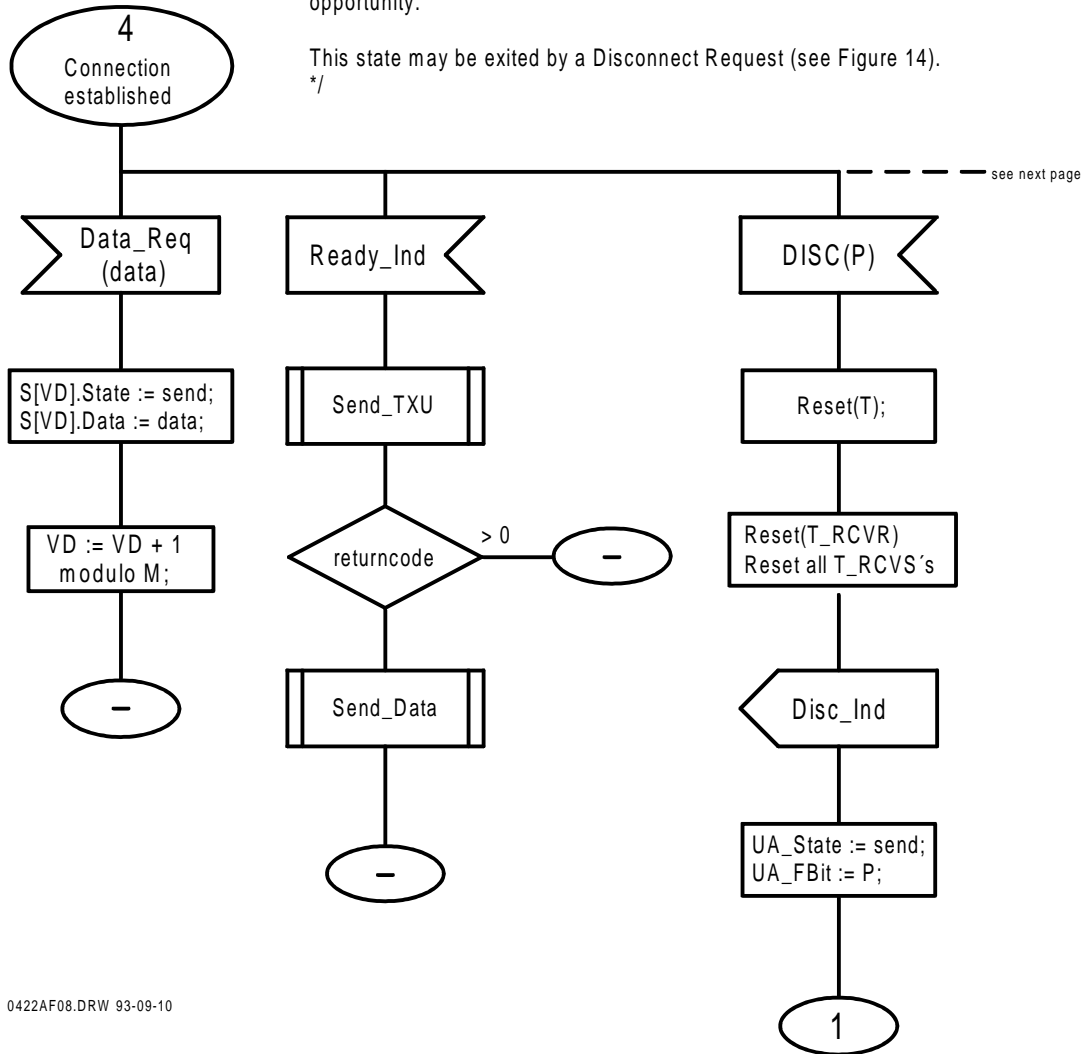 opportunity.
This state may be exited by a Disconnect Request (see Figure 14).
*/
4
Connection
established
see next page
Data_Req
(data)
Ready_Ind
DISC(P)
S[VD].State := send;
S[VD].Data := data;
Send_TXU
Reset(T);
VD := VD + 1
modulo M;
returncode
> 0
–
Reset(T_RCVR)
Reset all T_RCVS´s
–
Send_Data
Disc_Ind
–
UA_State := send;
UA_FBit := P;
1
0422AF08.DRW 93-09-10